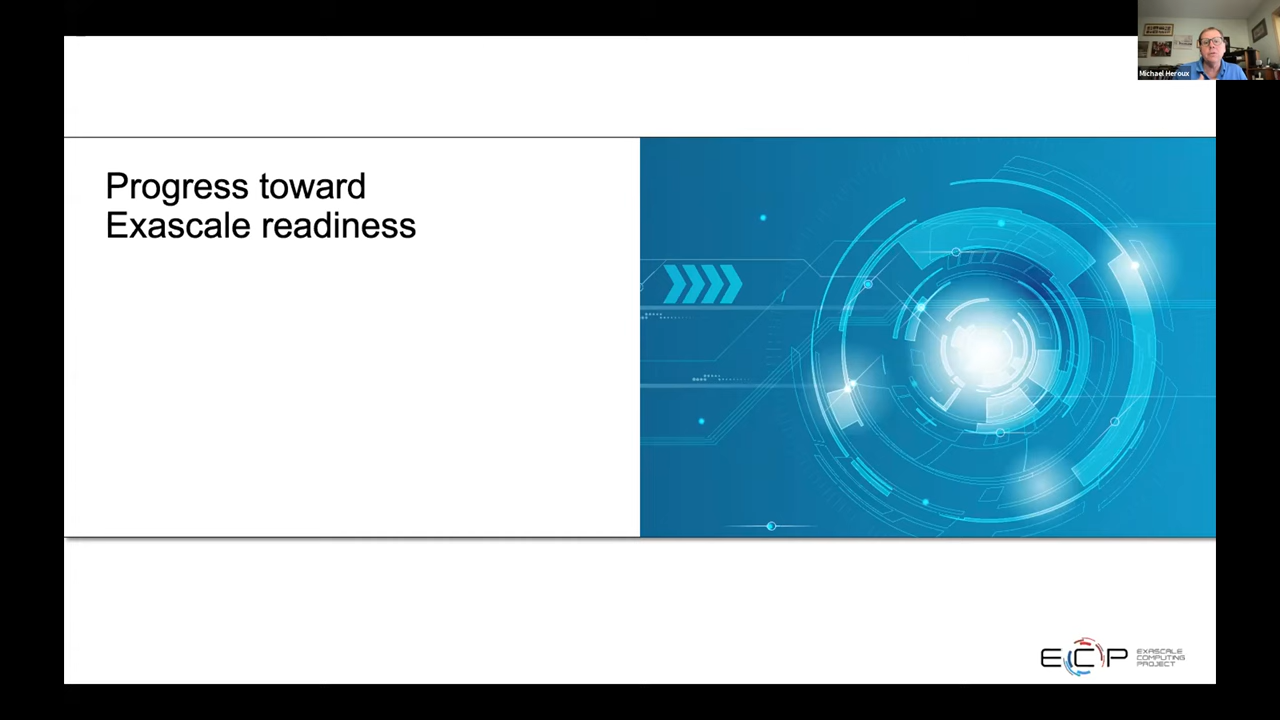 Michael Heroux
Progress toward
Exascale readiness
ECP
EXASCALE
COMPUTING
PROJECT